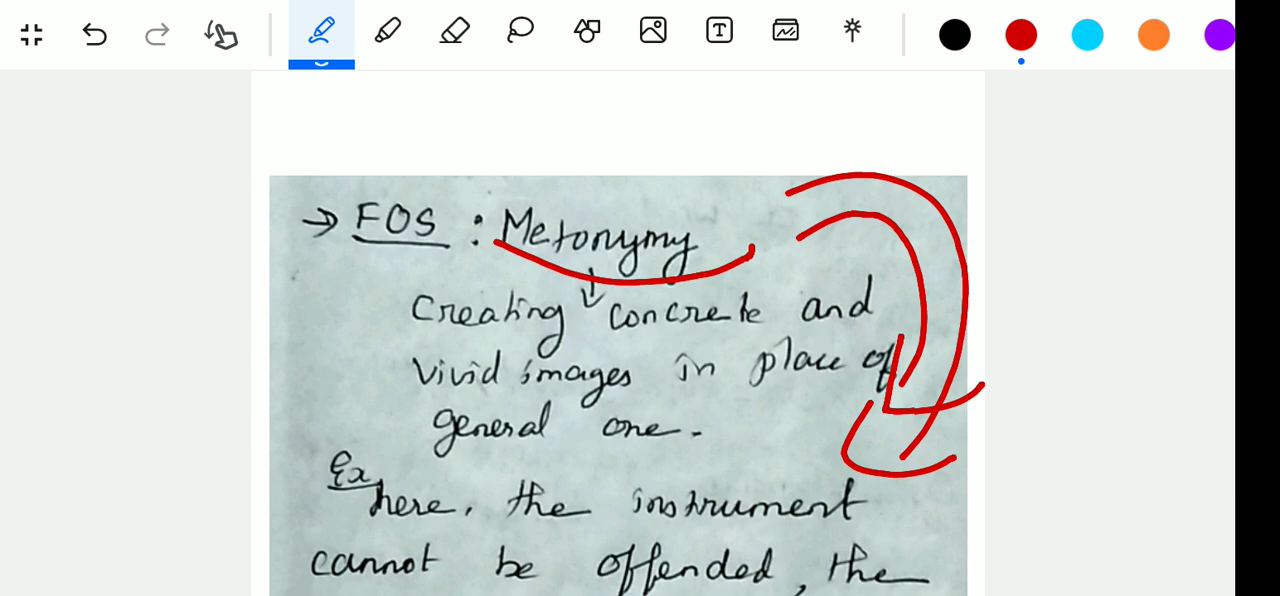 → FOS : Metonymy
Creating concrete and
vivid images in place of
general one.
Ex
here, the instrument
cannot be offended, the